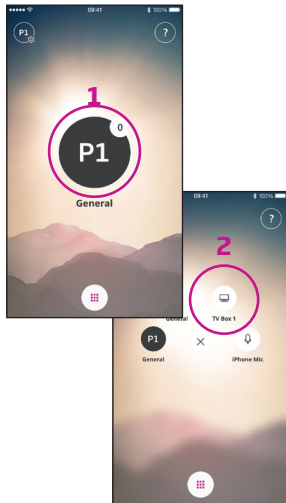 09:41
100%
P1
?
1
0
P1
General
09:41
100%
?
2
General
TV Box 1
P1
General
iPhone Mic